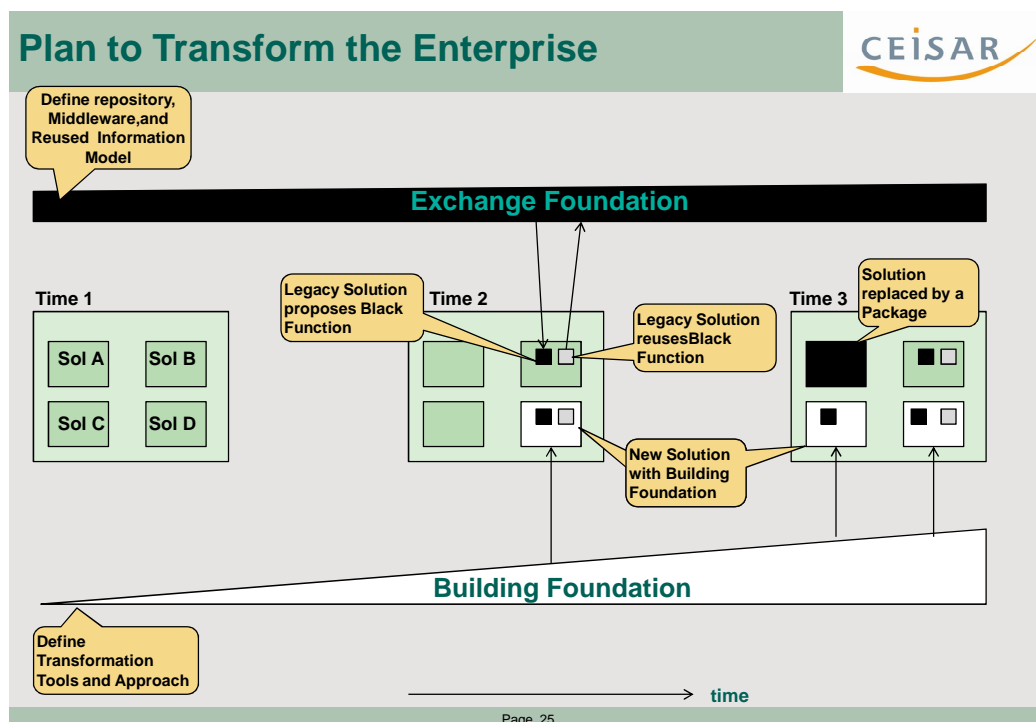 Plan to Transform the Enterprise
CEiSAR
Define repository,
Middleware,and
Reused Information
Model
Exchange Foundation
Time 1
Sol A
Sol B
Sol C
Sol D
Legacy Solution
proposes Black
Function
Time 2
Legacy Solution
reusesBlack
Function
Time 3
Solution
replaced by a
Package
New Solution
with Building
Foundation
Building Foundation
Define
Transformation
Tools and Approach
time
Page 25